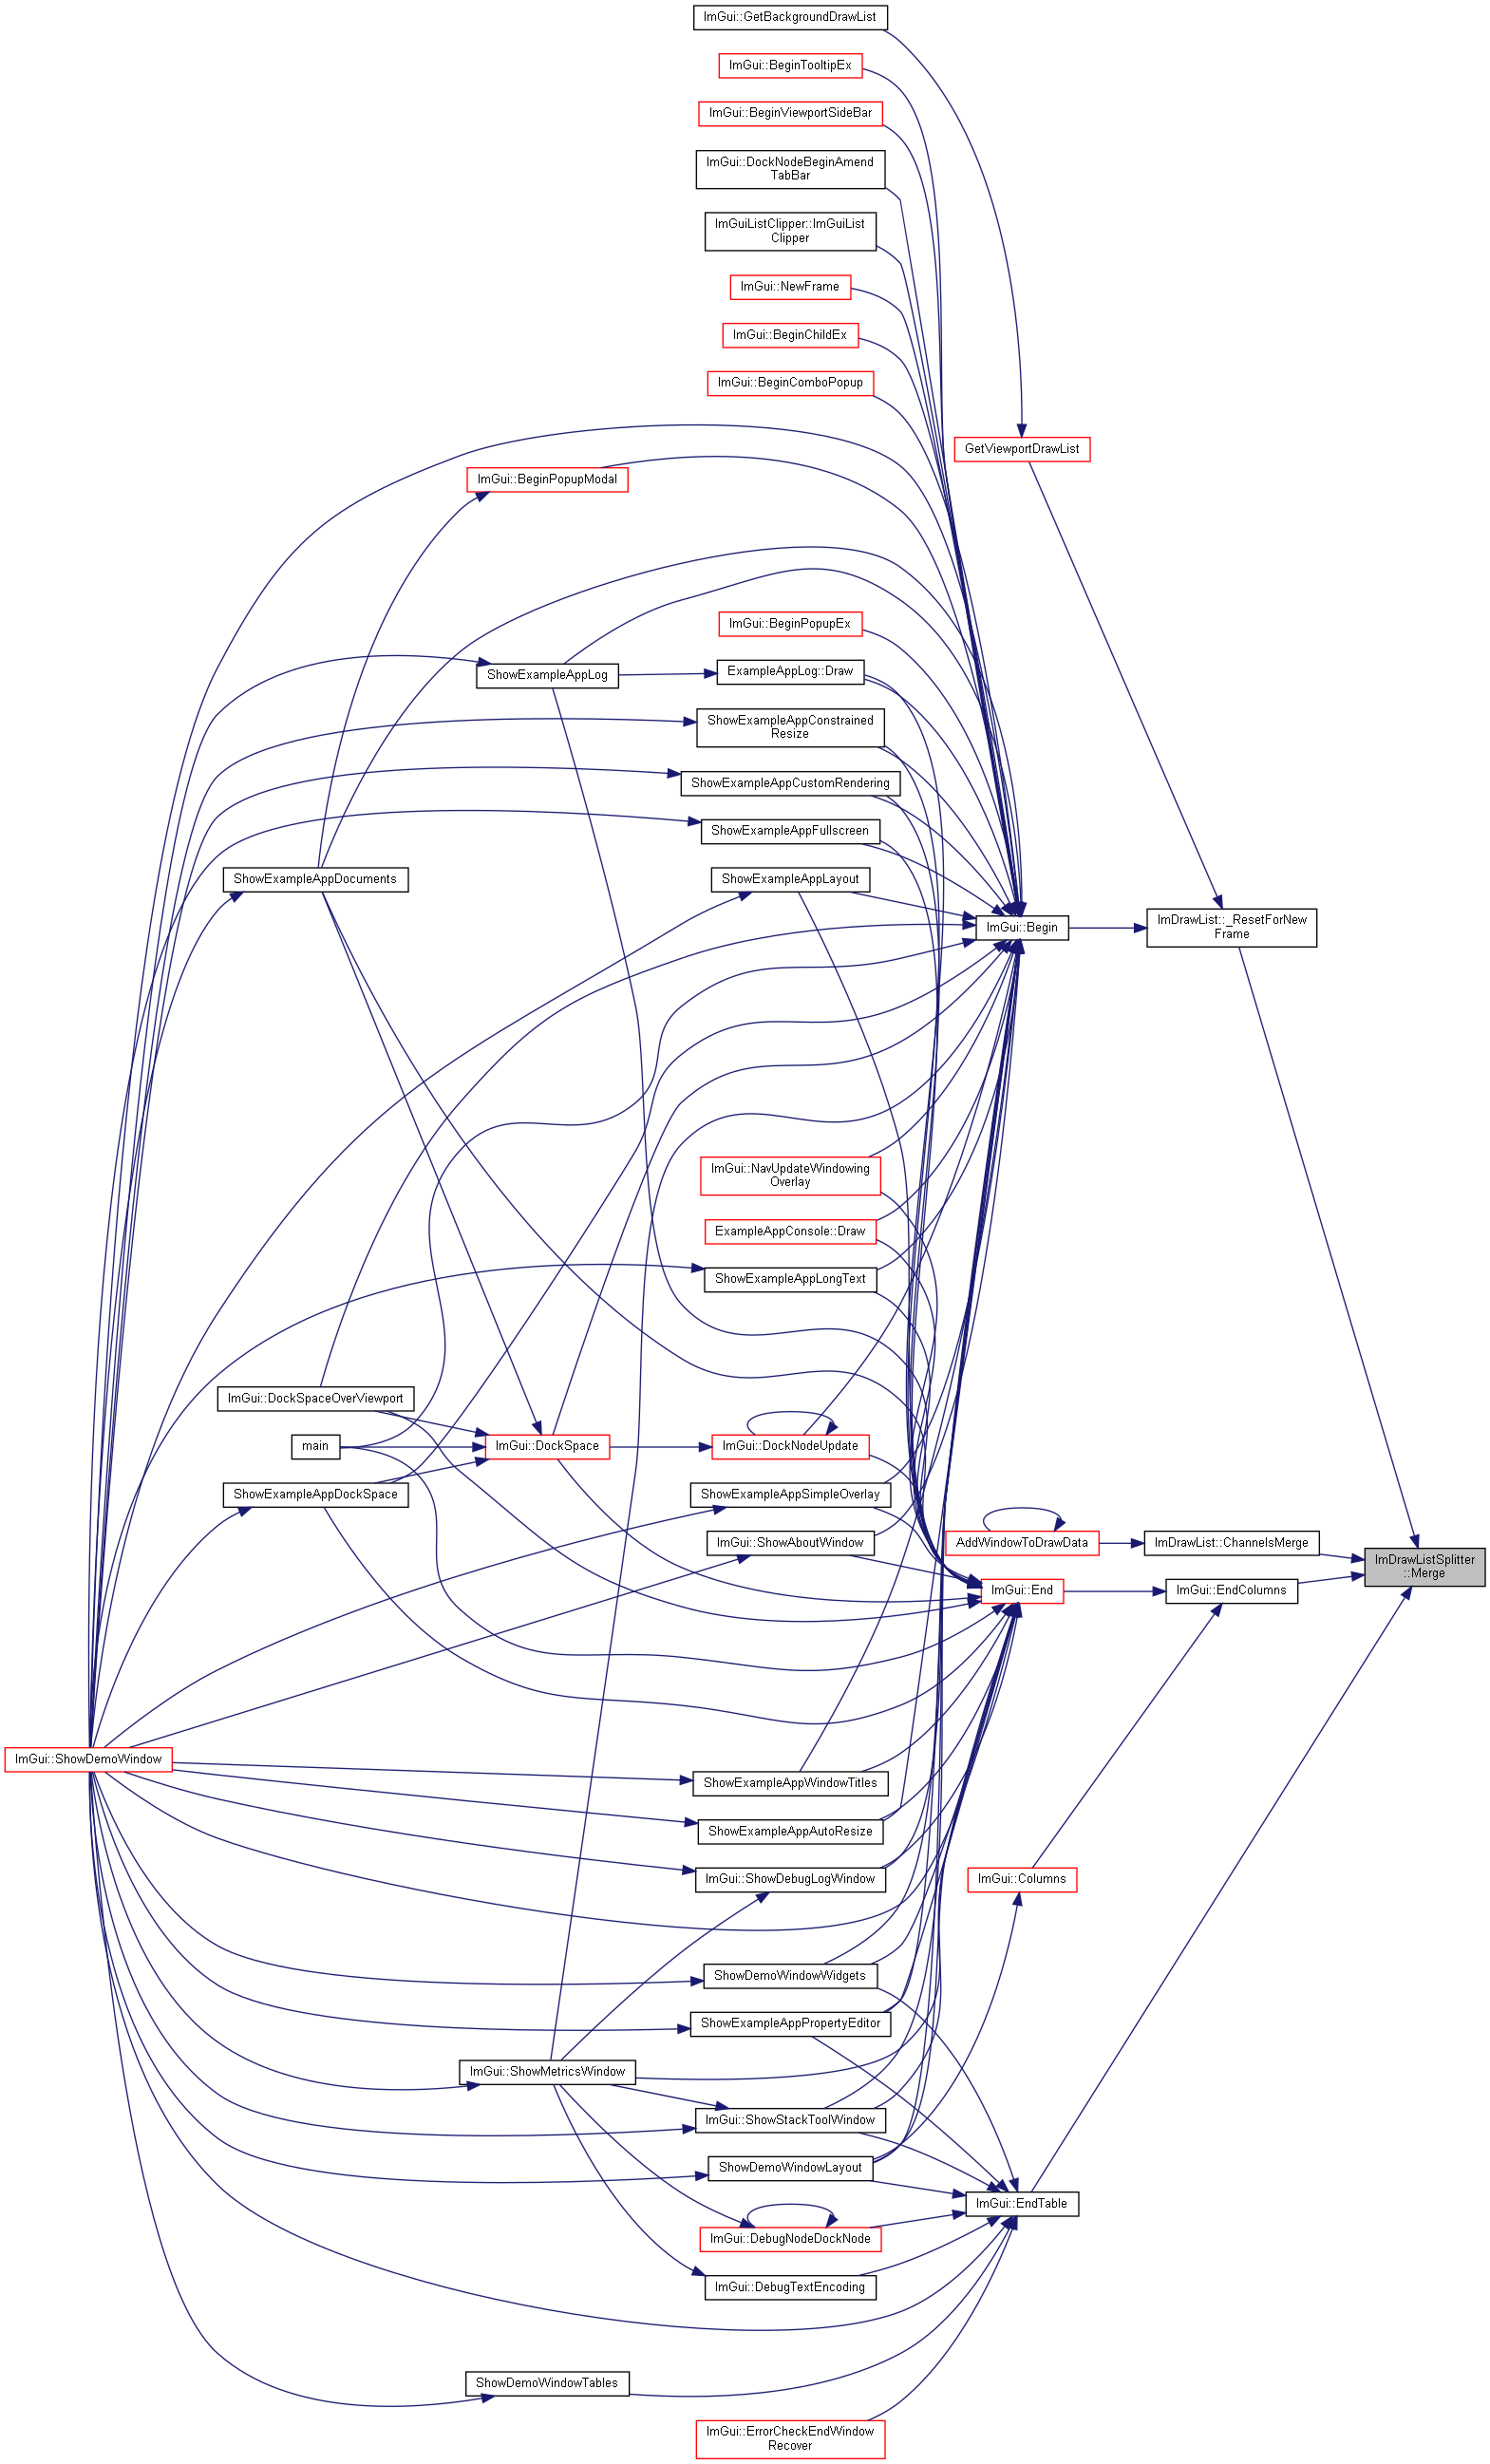 ImGui::GetBackgroundDrawList
ImGui::BeginTooltipEx
ImGui::BeginViewportSideBar
ImGui::DockNodeBeginAmend
TabBar
ImGuiListClipper::ImGuiList
Clipper
ImGui::NewFrame
ImGui::BeginChildEx
ImGui::BeginComboPopup
GetViewportDrawList
ImGui::BeginPopupModal
ImGui::BeginPopupEx
ShowExampleAppLog
ExampleAppLog::Draw
ShowExampleAppConstrained
Resize
ShowExampleAppCustomRendering
ShowExampleAppFullscreen
ShowExampleAppDocuments
ShowExampleAppLayout
ImGui::Begin
ImDrawList::_ResetForNew
Frame
ImGui::NavUpdateWindowing
Overlay
ExampleAppConsole::Draw
ShowExampleAppLongText
ImGui::DockSpaceOverViewport
main
ImGui::DockSpace
ImGui::DockNodeUpdate
ShowExampleAppDockSpace
ShowExampleAppSimpleOverlay
ImGui::ShowAboutWindow
AddWindowToDrawData
ImDrawList::ChannelsMerge
ImDrawListSplitter
::Merge
ImGui::End
ImGui::EndColumns
ImGui::ShowDemoWindow
ShowExampleAppWindowTitles
ShowExampleAppAutoResize
ImGui::ShowDebugLogWindow
ImGui::Columns
ShowDemoWindowWidgets
ShowExampleAppPropertyEditor
ImGui::ShowMetricsWindow
ImGui::ShowStackToolWindow
ShowDemoWindowLayout
ImGui::EndTable
ImGui::DebugNodeDockNode
ImGui::DebugTextEncoding
ShowDemoWindowTables
ImGui::ErrorCheckEndWindow
Recover